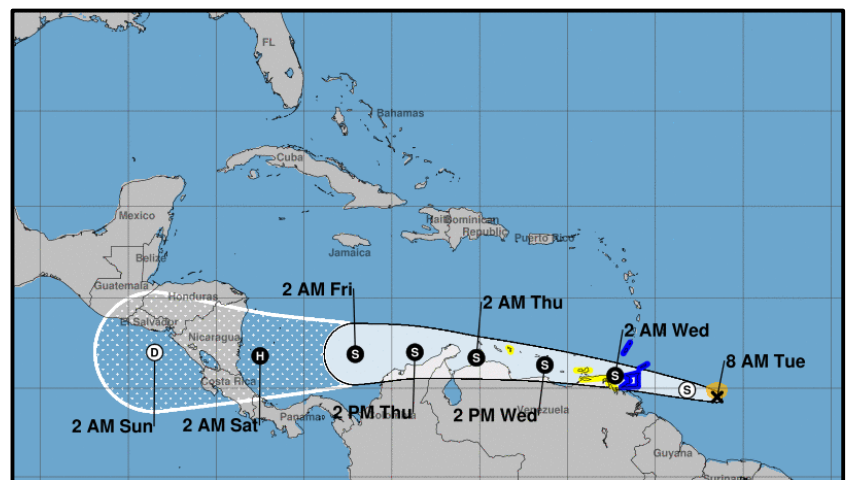 FL
Bahamas
Cuba
Mexico
Dominican
Republic
Puerto Rico
Jamaica
Belize
Guatemala
2 AM Fri
Honduras
2 AM Thu
El Salvador
2 AM Wed
Nicaragua
D
H
S
S
S
S
S
8 AM Tue
S
Costa Rica
2 AM Sun
2 AM Sat
Panama
2 PM Thu
2 PM Wed
Venezuela
Guyana
Suriname